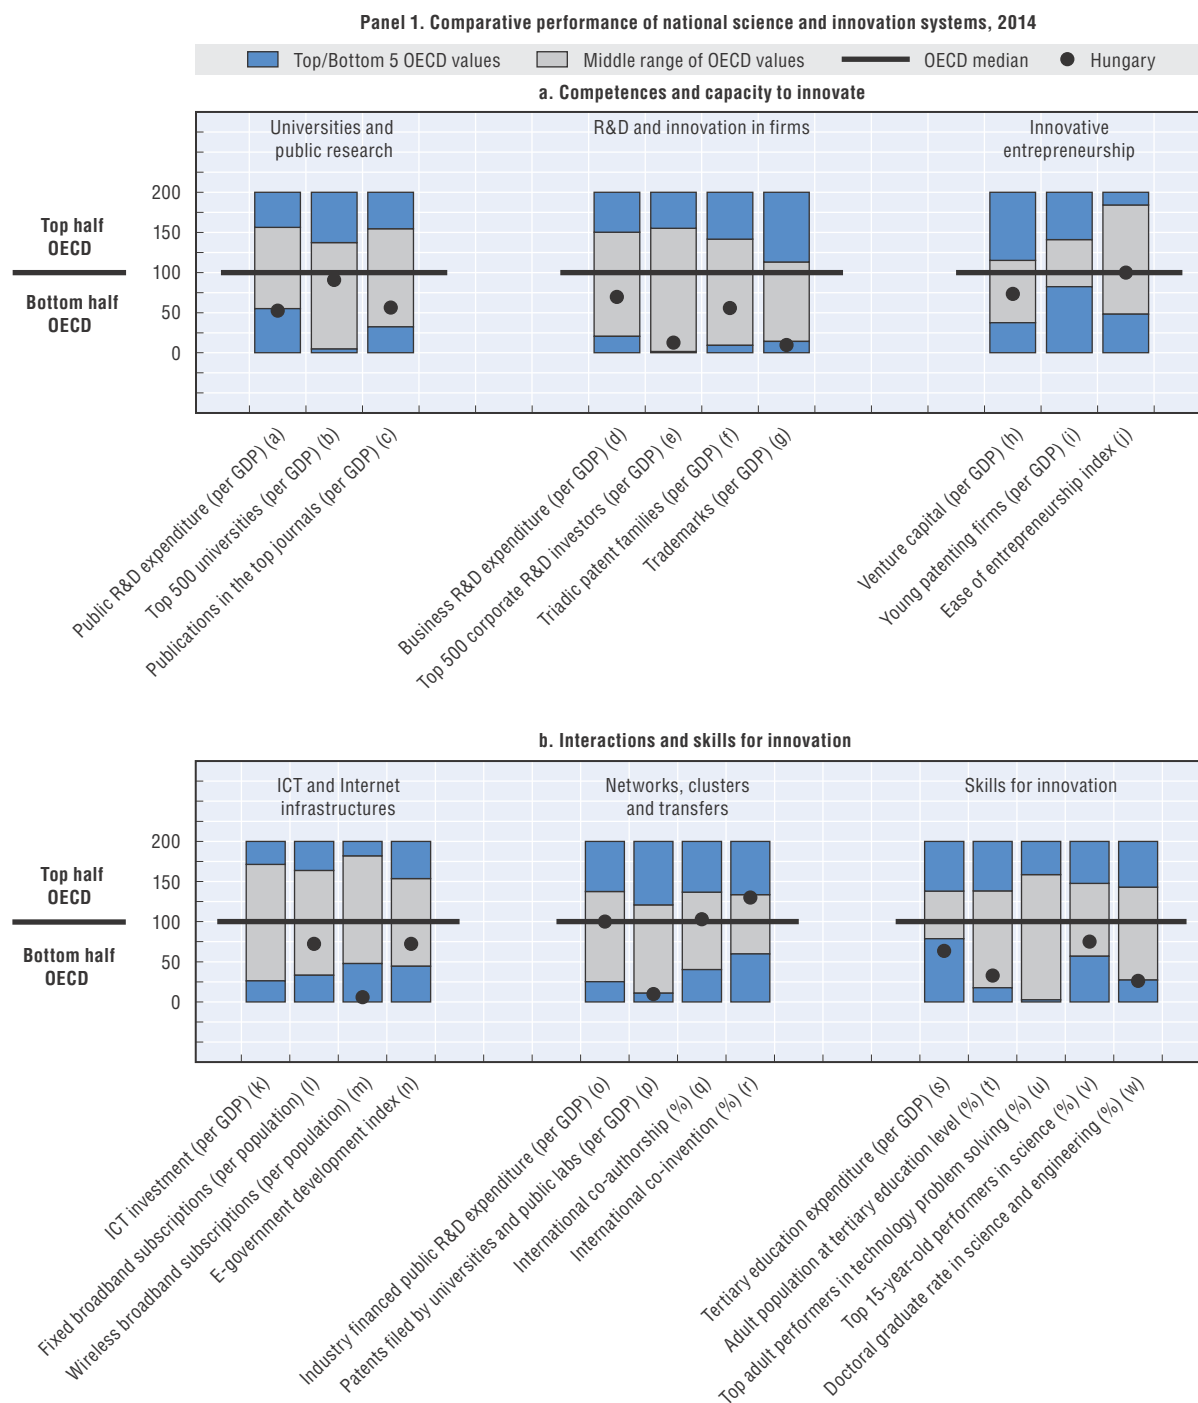 Panel 1. Comparative performance of national science and innovation systems, 2014
Top/Bottom 5 OECD values
Middle range of OECD values
OECD median
Hungary
a. Competences and capacity to innovate
Universities and
public research
R&D and innovation in firms
Innovative
entrepreneurship
200
150
100
50
0
Top half
OECD
Bottom half
OECD
Public R&D expenditure (per GDP) (a)
Top 500 universities (per GDP) (b)
Publications in the top journals (per GDP) (c)
Business R&D expenditure (per GDP) (d)
Top 500 corporate R&D investors (per GDP) (e)
Triadic patent families (per GDP) (f)
Trademarks (per GDP) (g)
Venture capital (per GDP) (h)
Young patenting firms (per GDP) (i)
Ease of entrepreneurship index (j)
b. Interactions and skills for innovation
ICT and Internet
infrastructures
Networks, clusters
and transfers
Skills for innovation
200
150
100
50
0
Top half
OECD
Bottom half
OECD
ICT investment (per GDP) (k)
Fixed broadband subscriptions (per population) (l)
Wireless broadband subscriptions (per population) (m)
E-government development index (n)
Industry financed public R&D expenditure (per GDP) (o)
Patents filed by universities and public labs (per GDP) (p)
International co-authorship (%) (q)
International co-invention (%) (r)
Tertiary education expenditure (per GDP) (s)
Adult population at tertiary education level (%) (t)
Top adult performers in technology problem solving (%) (u)
Top 15-year-old performers in science (%) (v)
Doctoral graduate rate in science and engineering (%) (w)